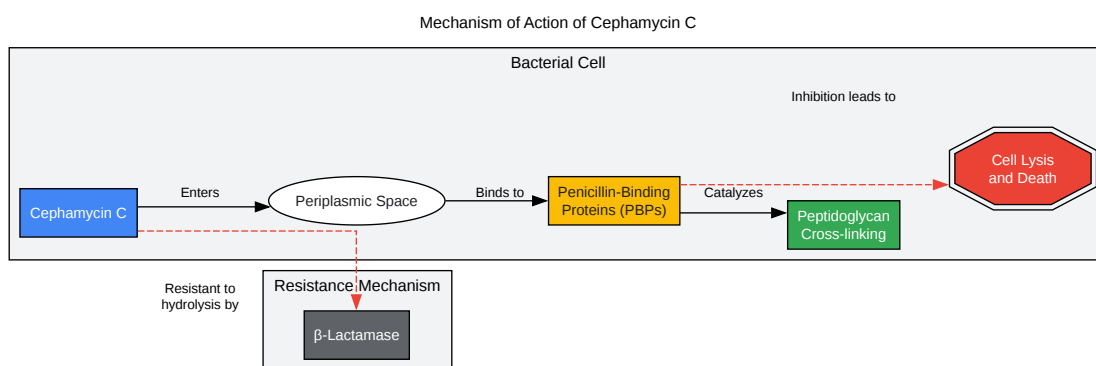 Mechanism of Action of Cephamycin C
Bacterial Cell
Inhibition leads to
Cell Lysis
and Death
Cephamycin C
Enters
Periplasmic Space
Binds to
Penicillin-Binding
Proteins (PBPs)
Catalyzes
Peptidoglycan
Cross-linking
Resistant to
hydrolysis by
Resistance Mechanism
β-Lactamase